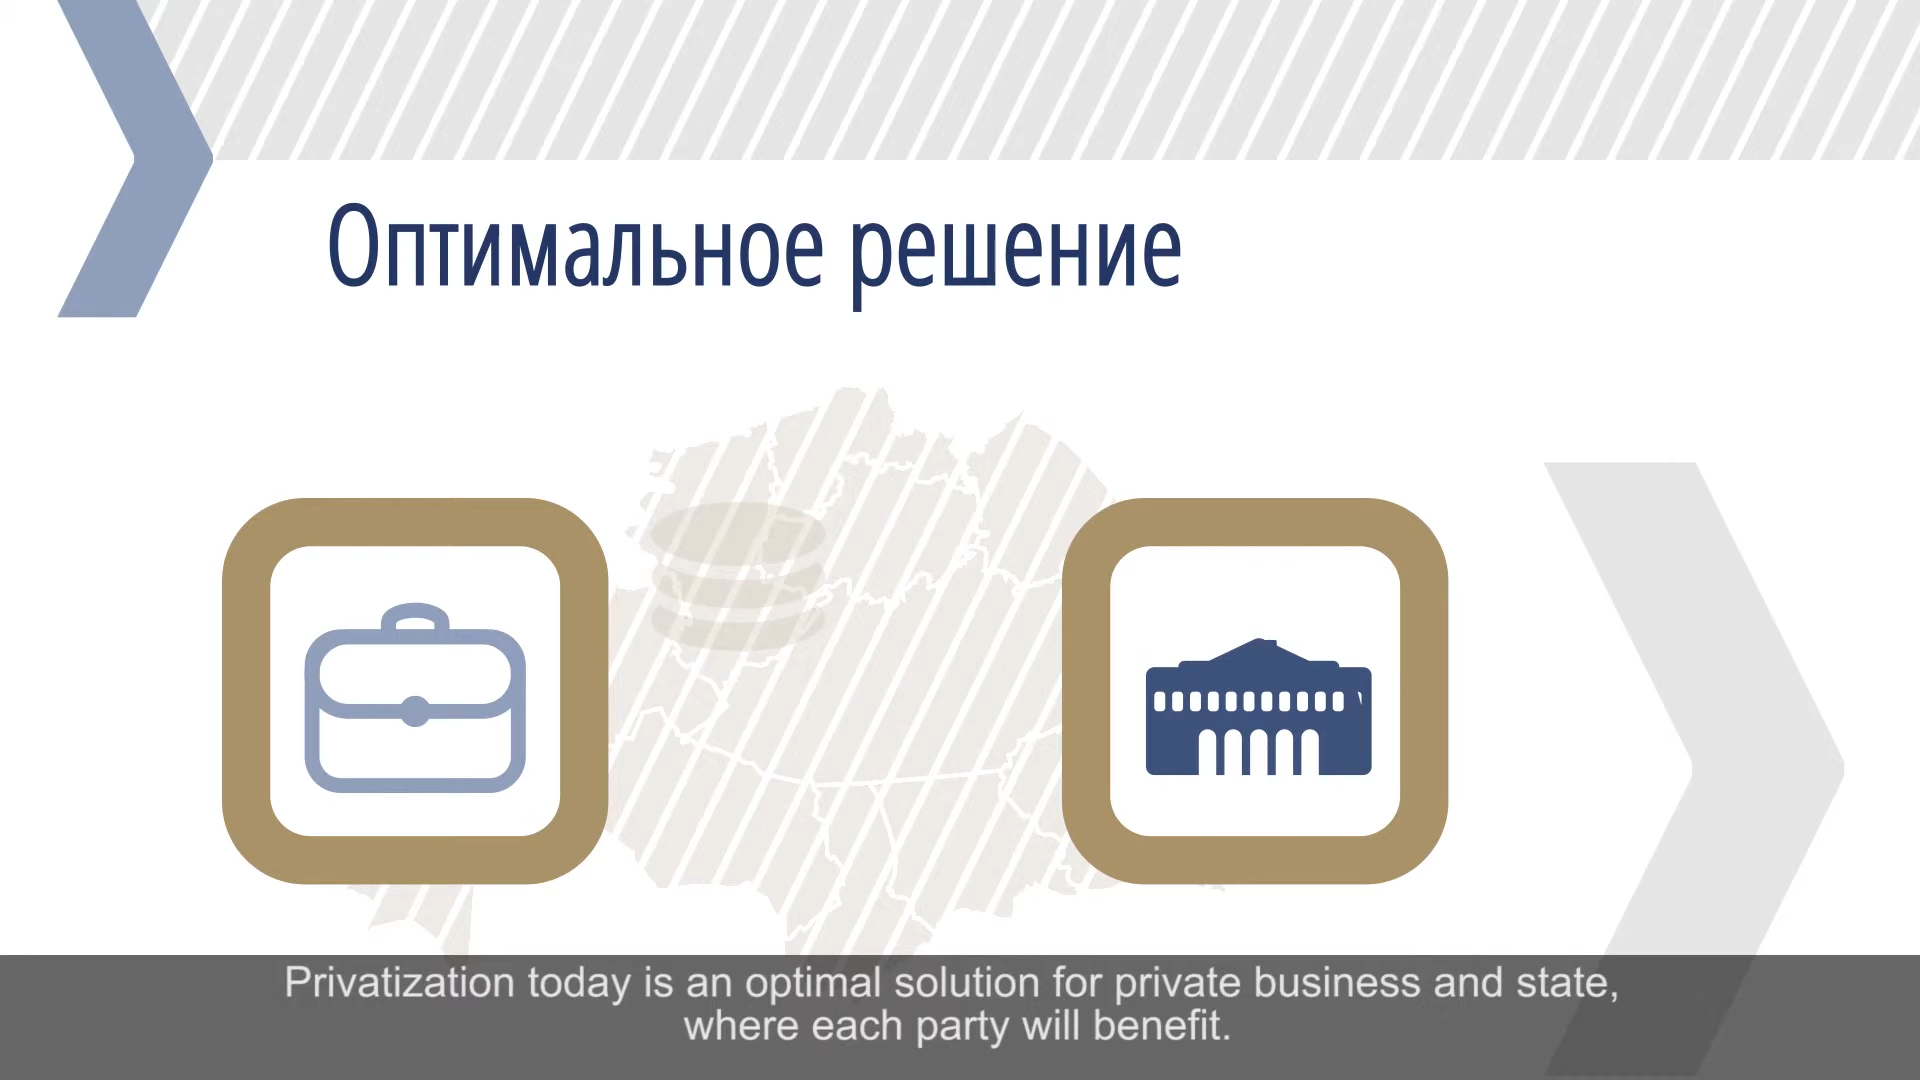 Оптимальное решение
Privatization today is an optimal solution for private business and state,
where each party will benefit.